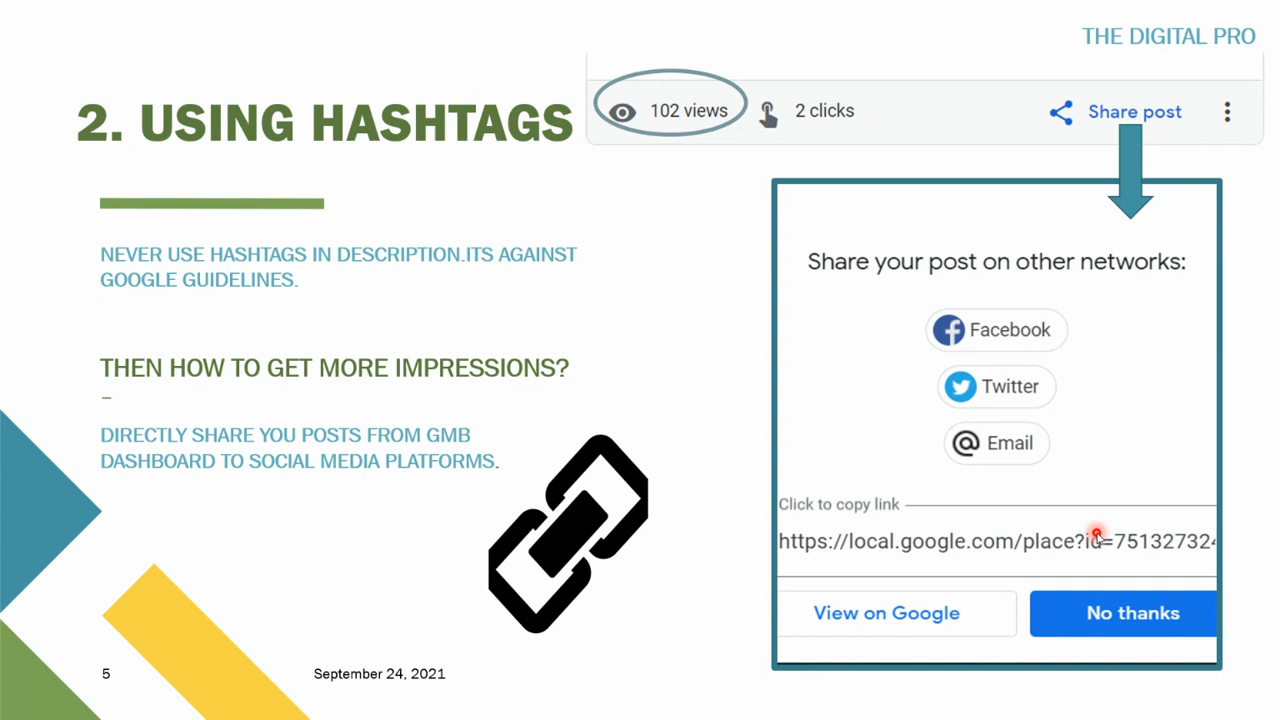 THE DIGITAL PRO
2. USING HASHTAGS
102 views
2 clicks
Share post
NEVER USE HASHTAGS IN DESCRIPTION.ITS AGAINST
GOOGLE GUIDELINES.
THEN HOW TO GET MORE IMPRESSIONS?
–
DIRECTLY SHARE YOU POSTS FROM GMB
DASHBOARD TO SOCIAL MEDIA PLATFORMS.
Share your post on other networks:
Facebook
Twitter
Email
Click to copy link
https://local.google.com/place?id=751327324
View on Google
No thanks
5
September 24, 2021